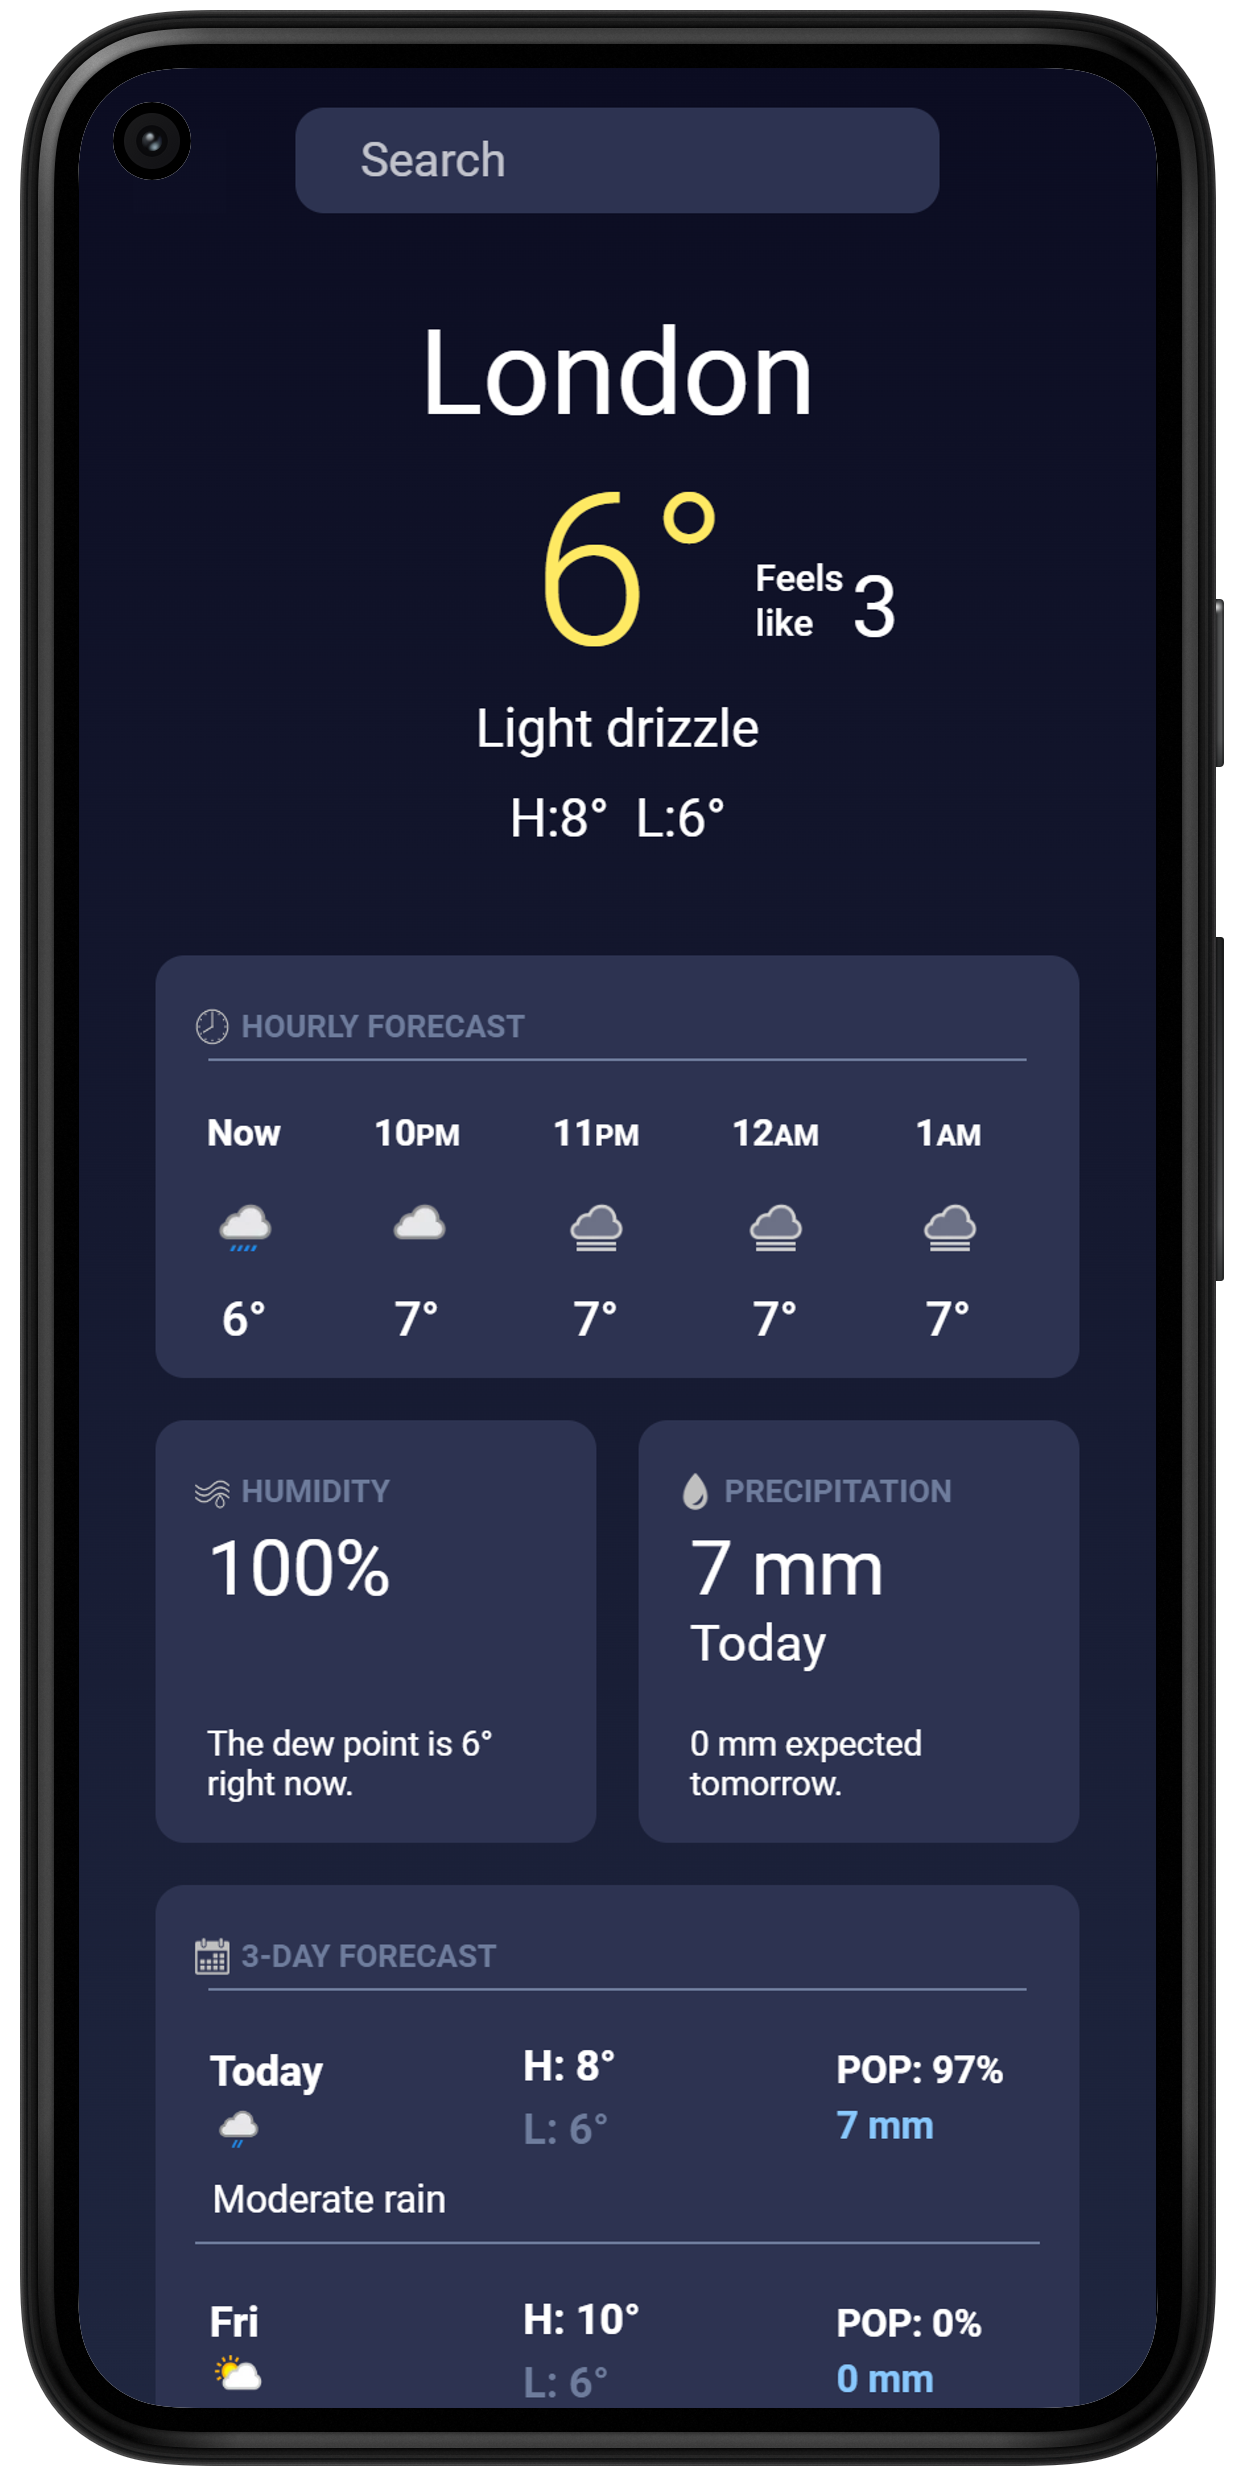 Search
London
6°
Feels
like
3
Light drizzle
H:8° L:6°
HOURLY FORECAST
Now 10PM 11PM 12AM 1AM
6° 7° 7° 7° 7°
HUMIDITY
100%
The dew point is 6°
right now.
PRECIPITATION
7 mm
Today
0 mm expected
tomorrow.
3-DAY FORECAST
Today H: 8° POP: 97%
L: 6° 7 mm
Moderate rain
Fri H: 10° POP: 0%
L: 6° 0 mm